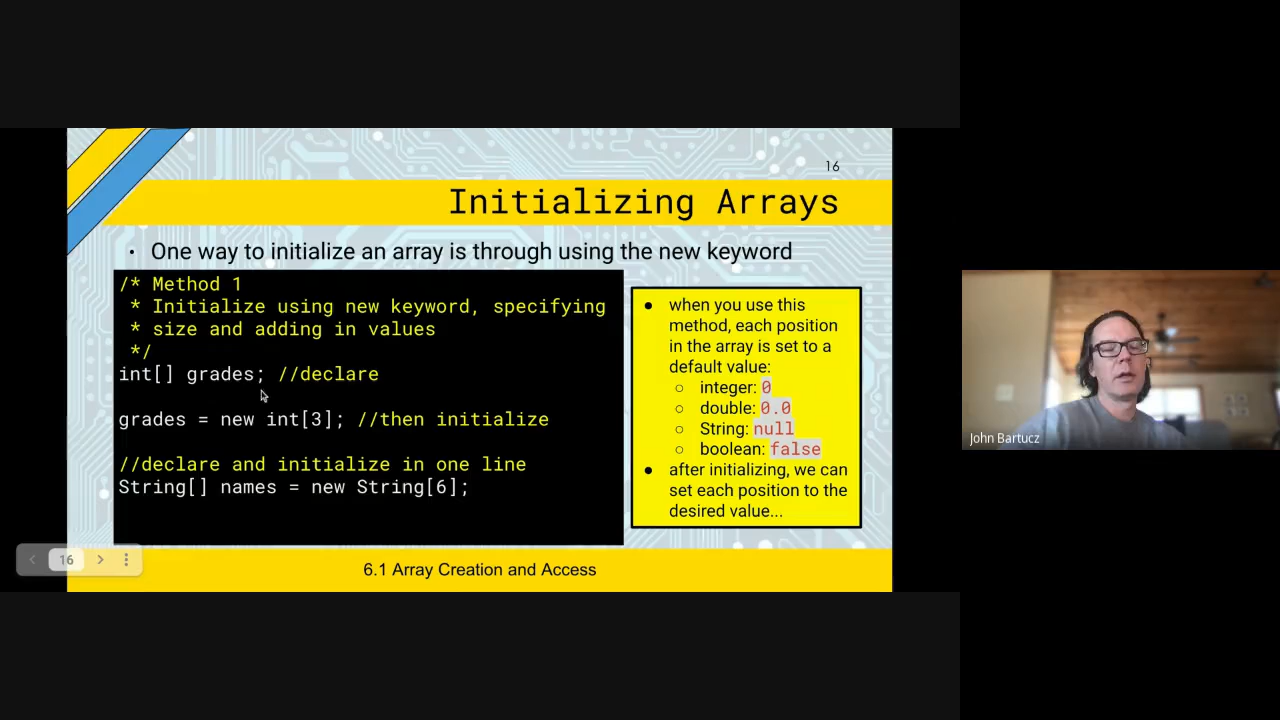 16
Initializing Arrays
• One way to initialize an array is through using the new keyword
/* Method 1
* Initialize using new keyword, specifying
* size and adding in values
*/
int[] grades; //declare
grades = new int[3]; //then initialize
//declare and initialize in one line
String[] names = new String[6];
● when you use this
method, each position
in the array is set to a
default value:
○ integer: 0
○ double: 0.0
○ String: null
○ boolean: false
● after initializing, we can
set each position to the
desired value...
John Bartucz
16
6.1 Array Creation and Access